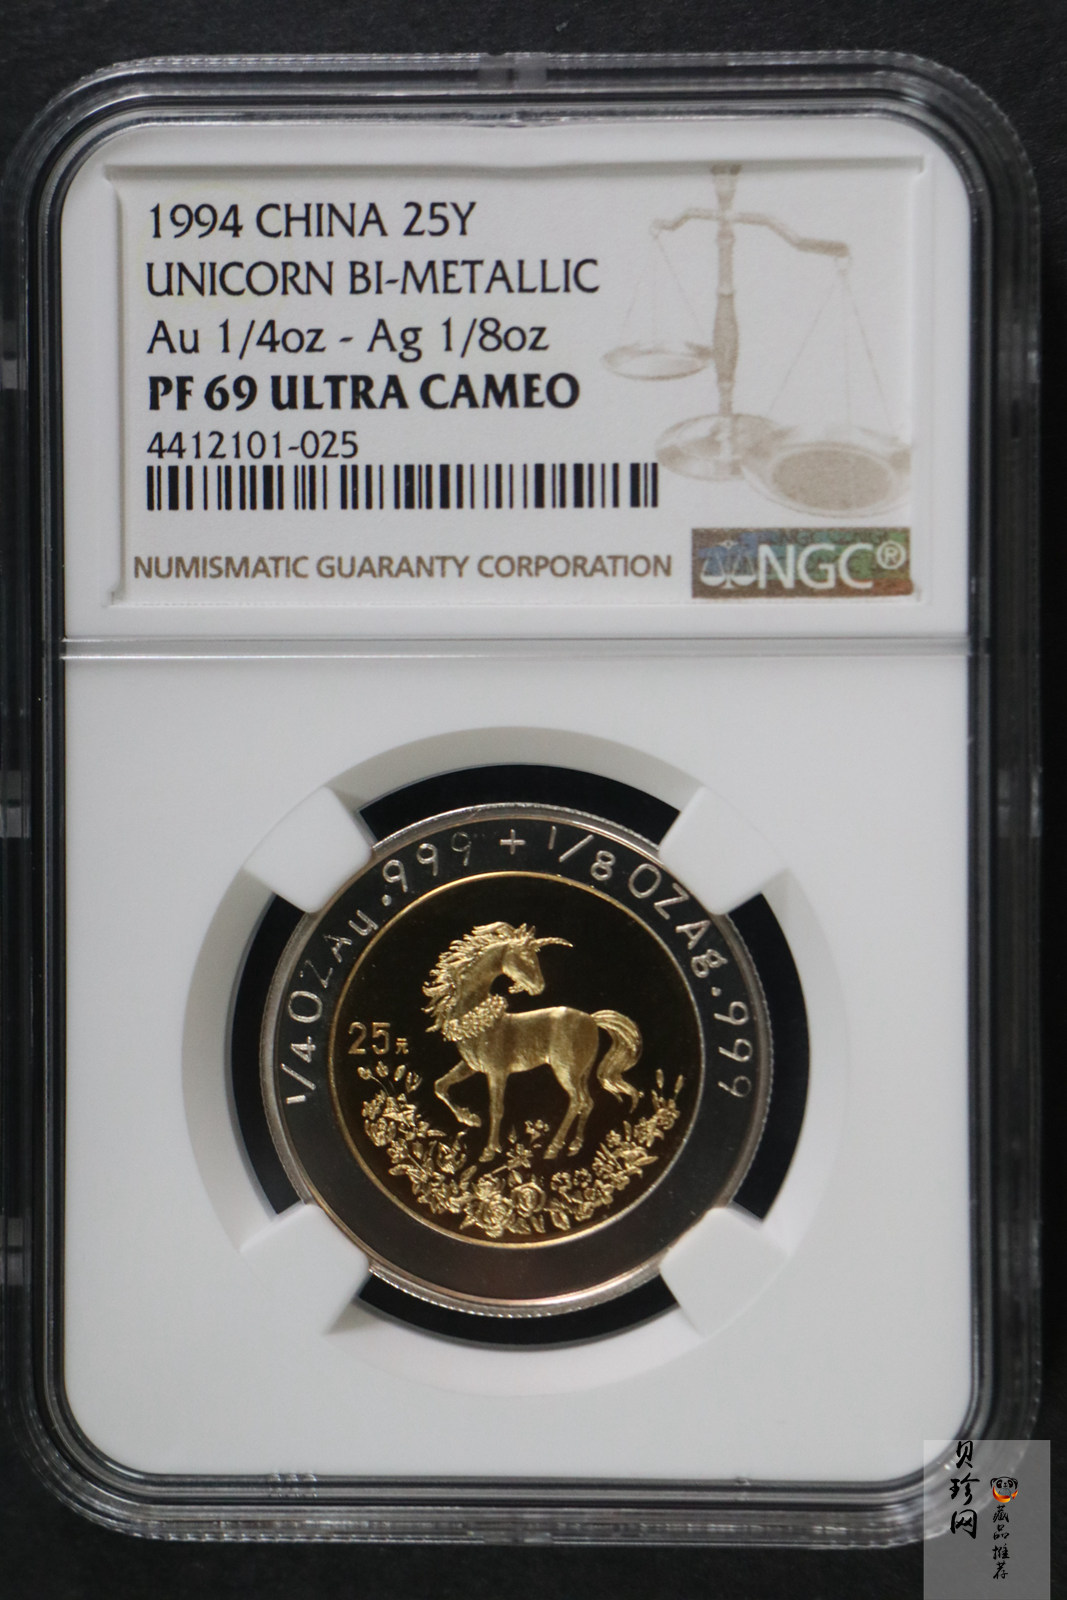 1994 CHINA 25Y
UNICORN BI-METALLIC
Au 1/4oz - Ag 1/8oz
PF 69 ULTRA CAMEO
4412101-025
NUMISMATIC GUARANTY CORPORATION
NGC®
1/4OZAu.999+1/8OZAg.999
25元
贝珍网
藏品推荐